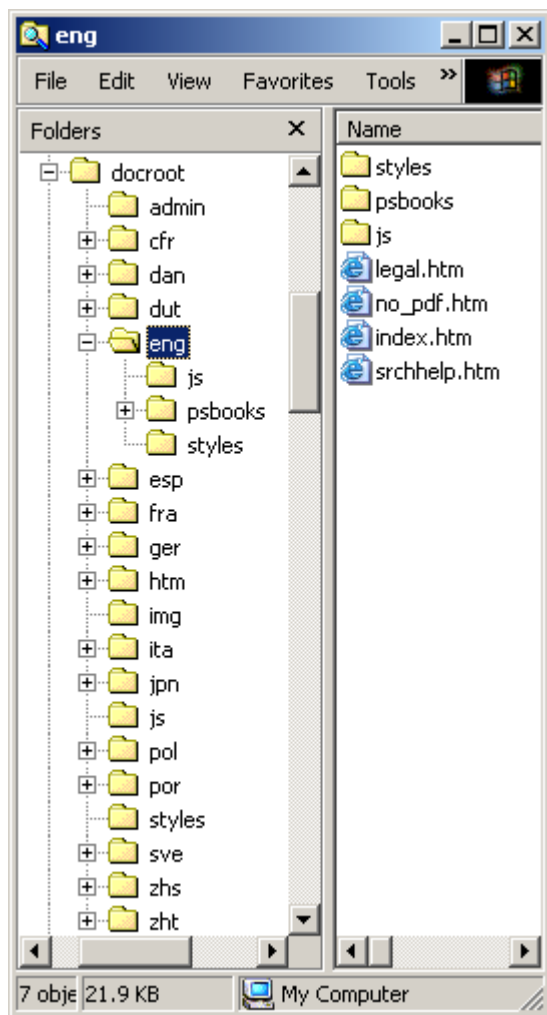 eng
File Edit View Favorites Tools »
Folders
docroot
admin
cfr
dan
dut
eng
js
psbooks
styles
esp
fra
ger
htm
img
ita
jpn
js
pol
por
styles
sve
zhs
zht
Name
styles
psbooks
js
legal.htm
no_pdf.htm
index.htm
srchhelp.htm
7 obje 21.9 KB My Computer